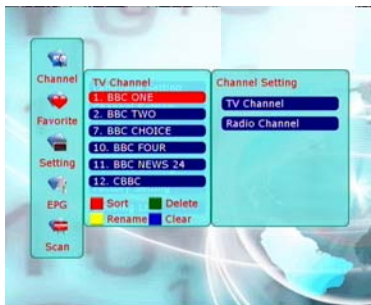 Channel
Favorite
Setting
EPG
Scan
TV Channel
1. BBC ONE
2. BBC TWO
7. BBC CHOICE
10. BBC FOUR
11. BBC NEWS 24
12. CBBC
Sort Delete
Rename Clear
Channel Setting
TV Channel
Radio Channel